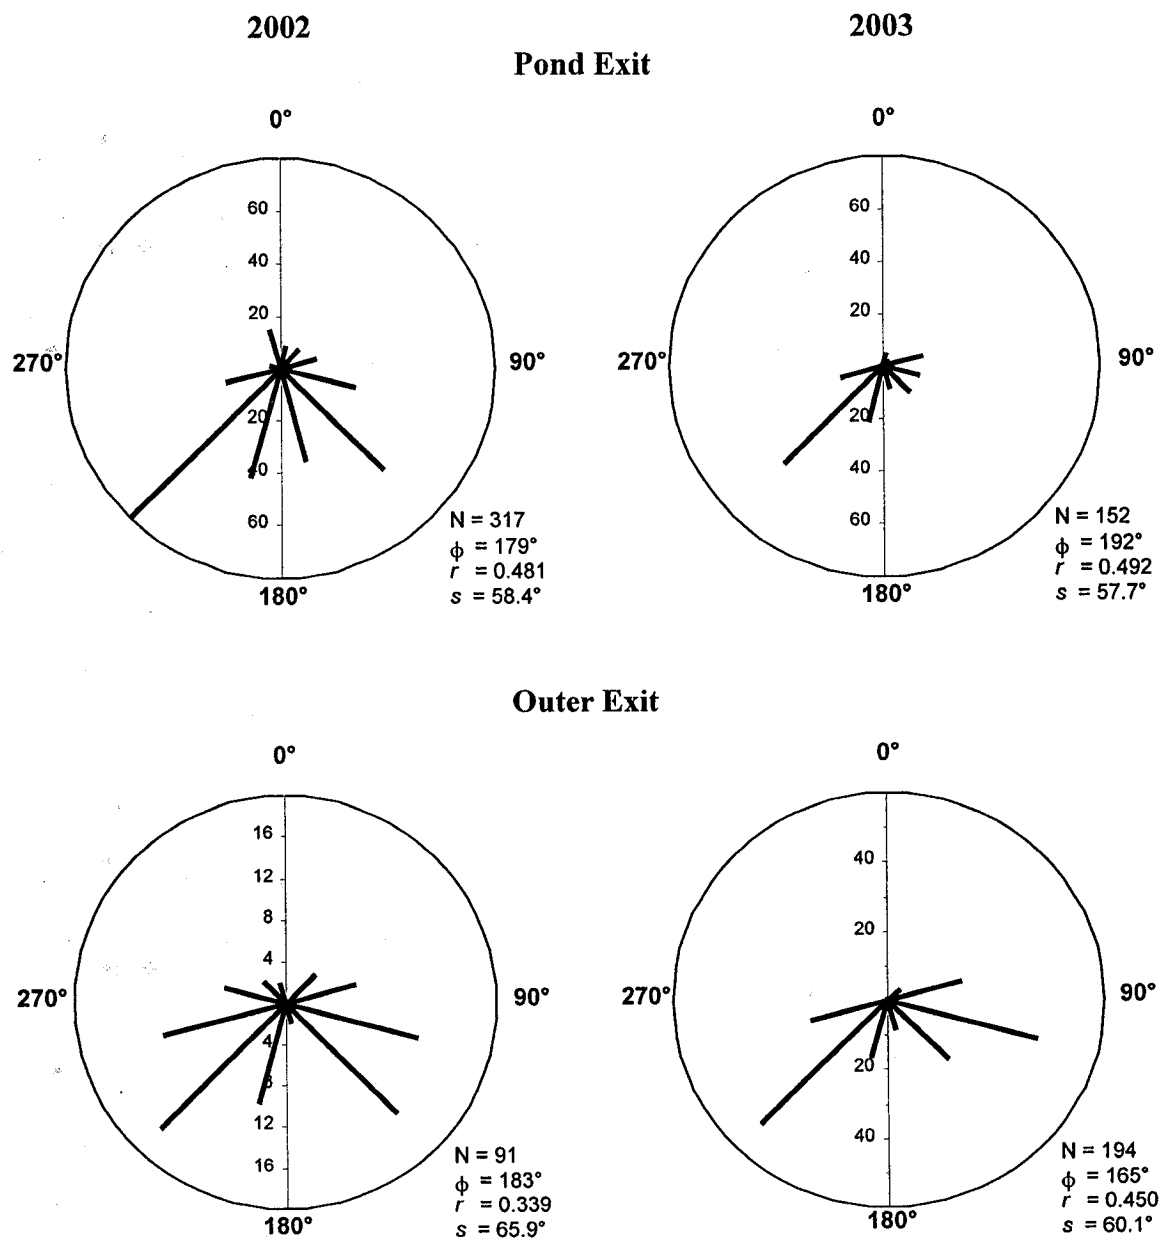 2002 2003
Pond Exit
0° 0°
60 60
40 40
20 20
270° 90° 270° 90°
20 20
40 40
60 60
N = 317
ϕ = 179°
r = 0.481
s = 58.4°
N = 152
ϕ = 192°
r = 0.492
s = 57.7°
180° 180°
Outer Exit
0° 0°
16
12
8
4
40
20
270° 90° 270° 90°
4
8
12
16
20
40
N = 91
ϕ = 183°
r = 0.339
s = 65.9°
N = 194
ϕ = 165°
r = 0.450
s = 60.1°
180° 180°